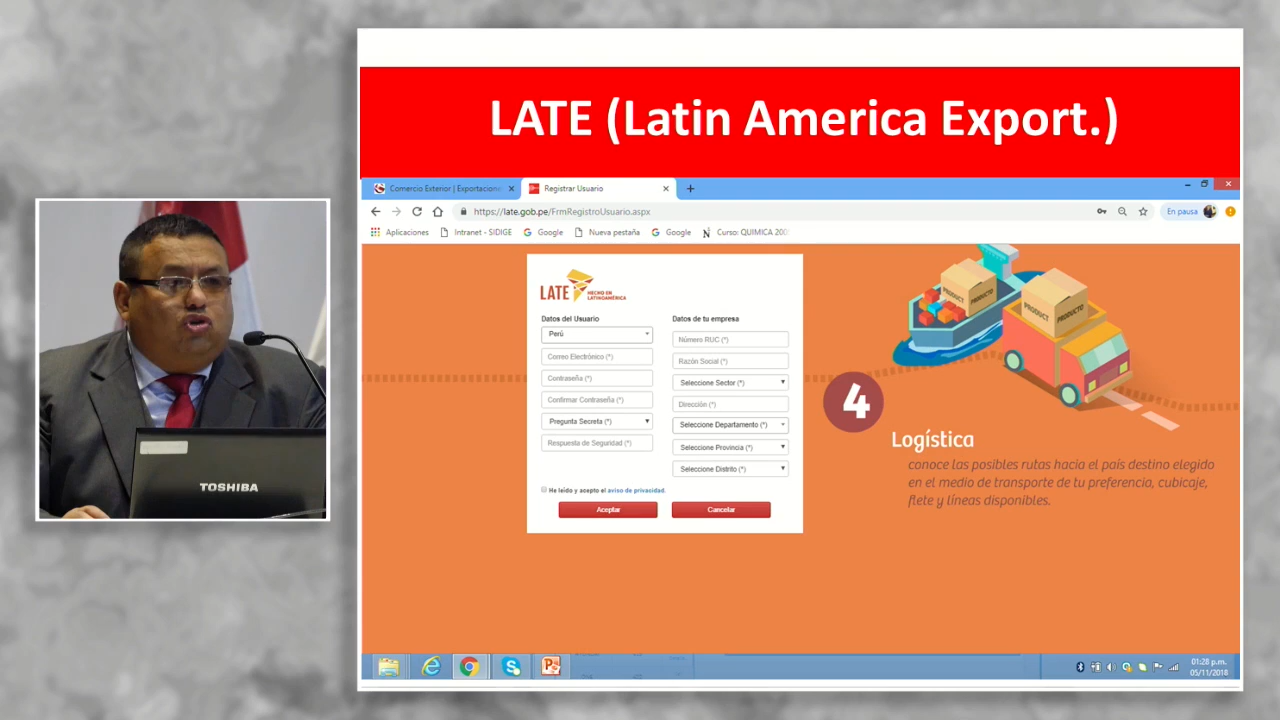 LATE (Latin America Export.)
Comercio Exterior | Exportacione
Registrar Usuario
https://late.gob.pe/FrmRegistroUsuario.aspx
En pausa
Aplicaciones
Intranet - SIDIGE
Google
Nueva pestaña
Google
Curso: QUIMICA 200
LATE HECHO EN
LATINOAMÉRICA
Datos del Usuario
Perú
Correo Electrónico (*)
Contraseña (*)
Confirmar Contraseña (*)
Pregunta Secreta (*)
Respuesta de Seguridad (*)
Datos de tu empresa
Número RUC (*)
Razón Social (*)
Seleccione Sector (*)
Dirección (*)
Seleccione Departamento (*)
Seleccione Provincia (*)
Seleccione Distrito (*)
He leído y acepto el aviso de privacidad.
Aceptar
Cancelar
PRODUCT
PRODUCTO
PRODUCT
PRODUCTO
4
Logística
conoce las posibles rutas hacia el país destino elegido
en el medio de transporte de tu preferencia, cubicaje,
flete y líneas disponibles.
TOSHIBA
01:28 p.m.
05/11/2018